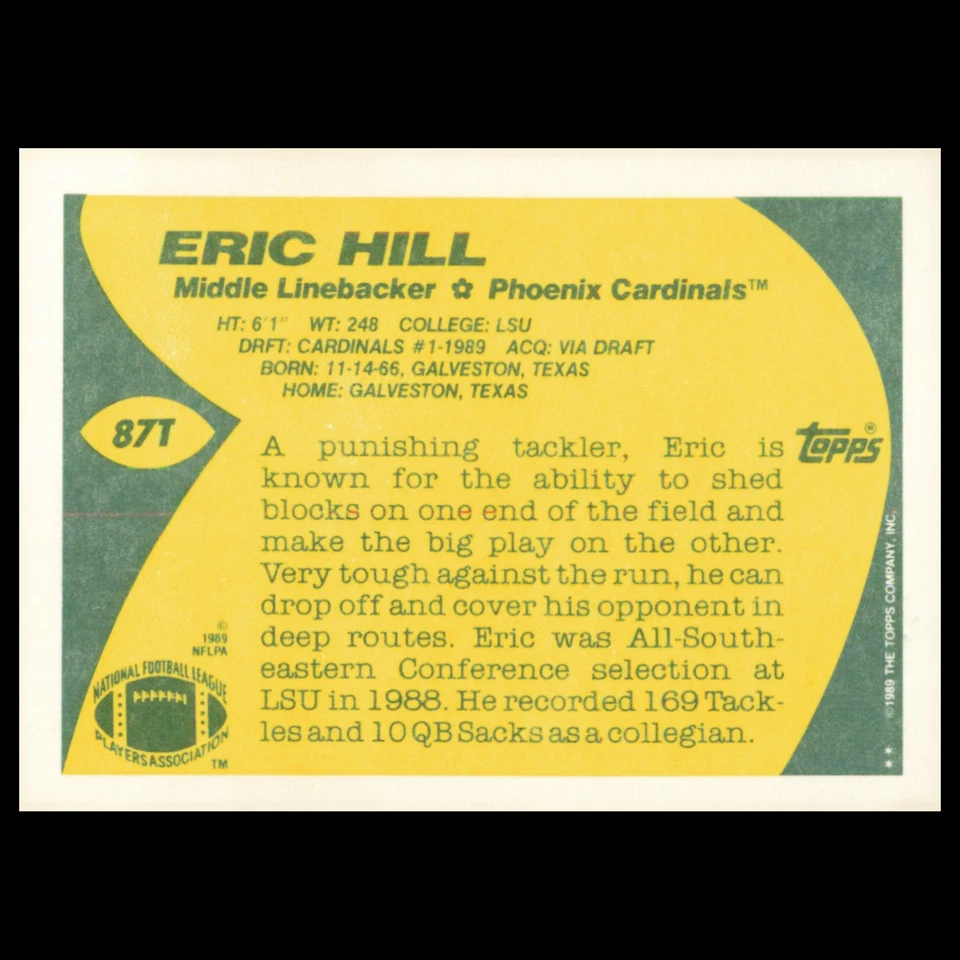 ERIC HILL
Middle Linebacker ✿ Phoenix Cardinals™
HT: 6'1" WT: 248 COLLEGE: LSU
DRFT: CARDINALS #1-1989 ACQ: VIA DRAFT
BORN: 11-14-66, GALVESTON, TEXAS
HOME: GALVESTON, TEXAS
87T
topps®
A punishing tackler, Eric is
known for the ability to shed
blocks on one end of the field and
make the big play on the other.
Very tough against the run, he can
drop off and cover his opponent in
deep routes. Eric was All-South-
eastern Conference selection at
LSU in 1988. He recorded 169 Tack-
les and 10 QB Sacks as a collegian.
©
1989
NFLPA
NATIONAL FOOTBALL LEAGUE
PLAYERS ASSOCIATION
™
©1989 THE TOPPS COMPANY, INC.
**